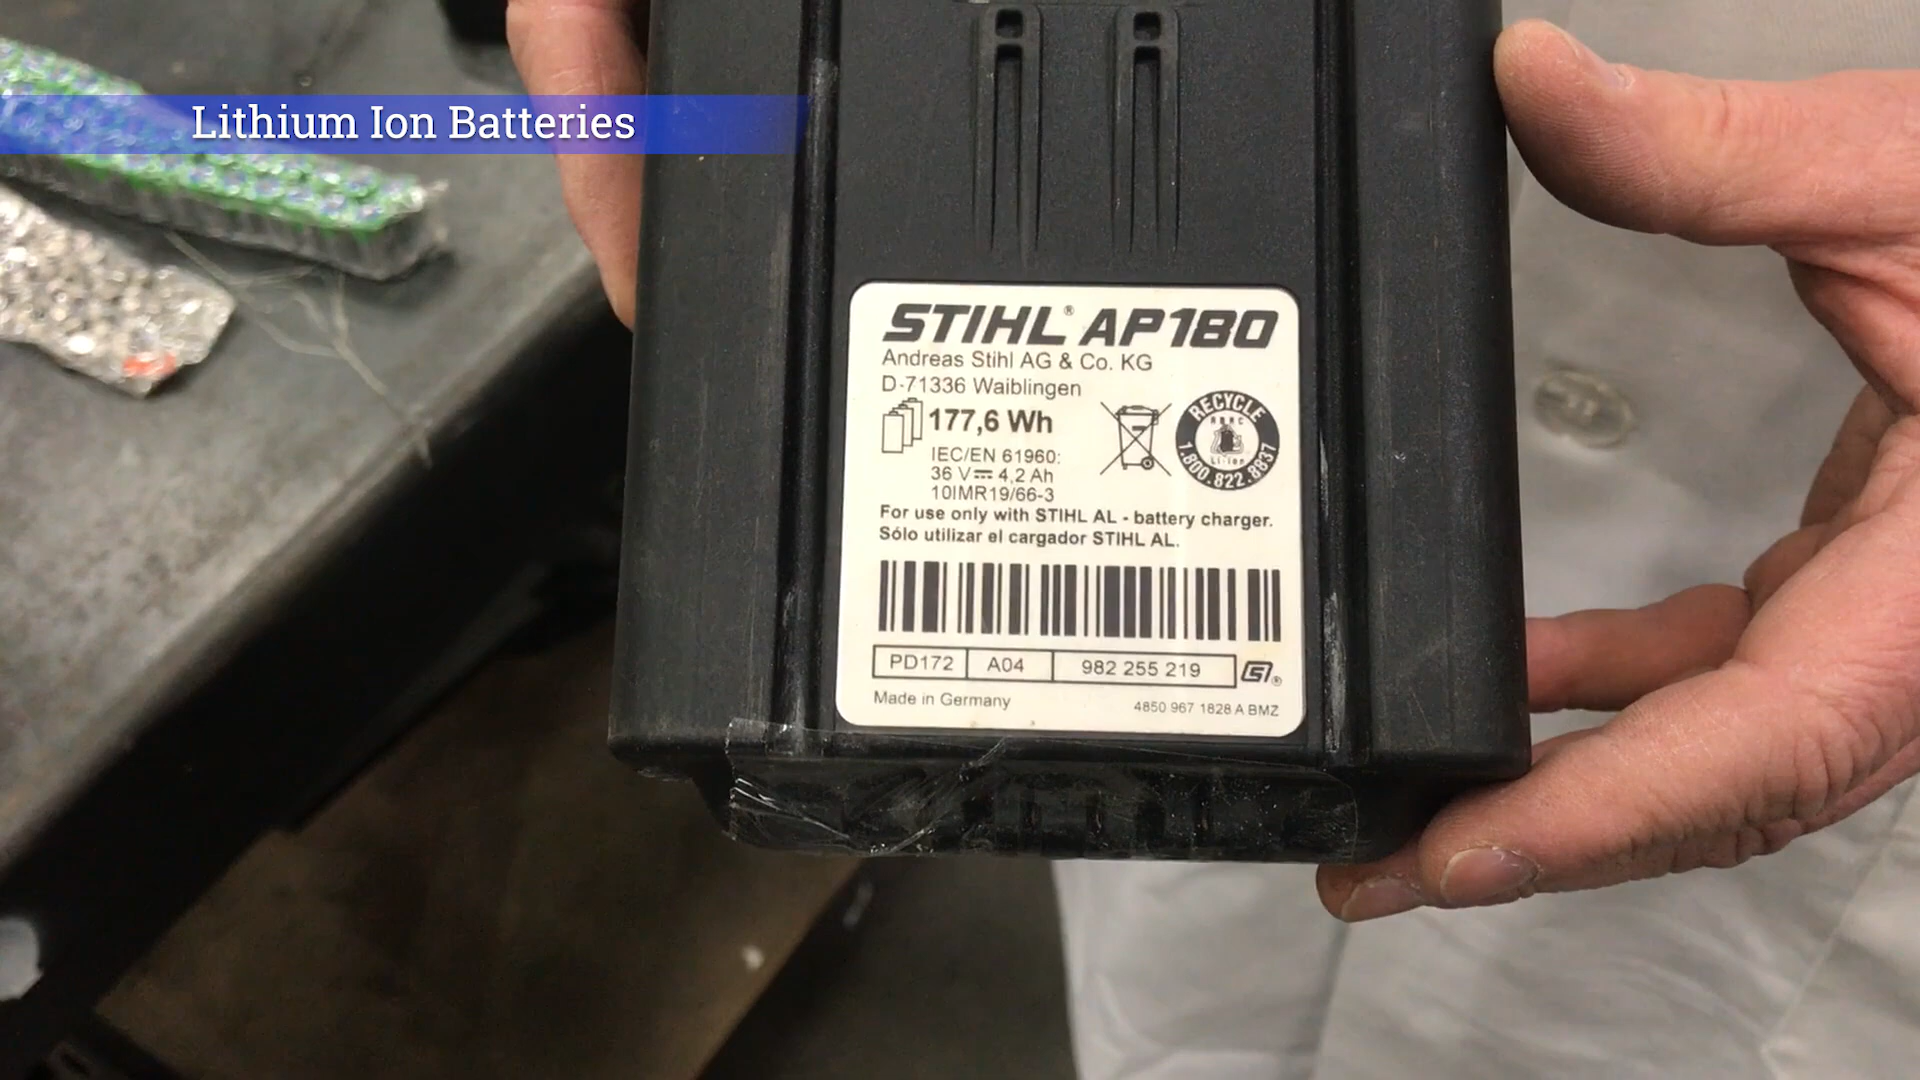 Lithium Ion Batteries
STIHL® AP180
Andreas Stihl AG & Co. KG
D-71336 Waiblingen
177,6 Wh
IEC/EN 61960:
36 V⎓ 4,2 Ah
10IMR19/66-3
RECYCLE
RBRC
Li-Ion
1.800.822.8837
For use only with STIHL AL - battery charger.
Sólo utilizar el cargador STIHL AL.
PD172 A04 982 255 219 ®
Made in Germany
4850 967 1828 A BMZ